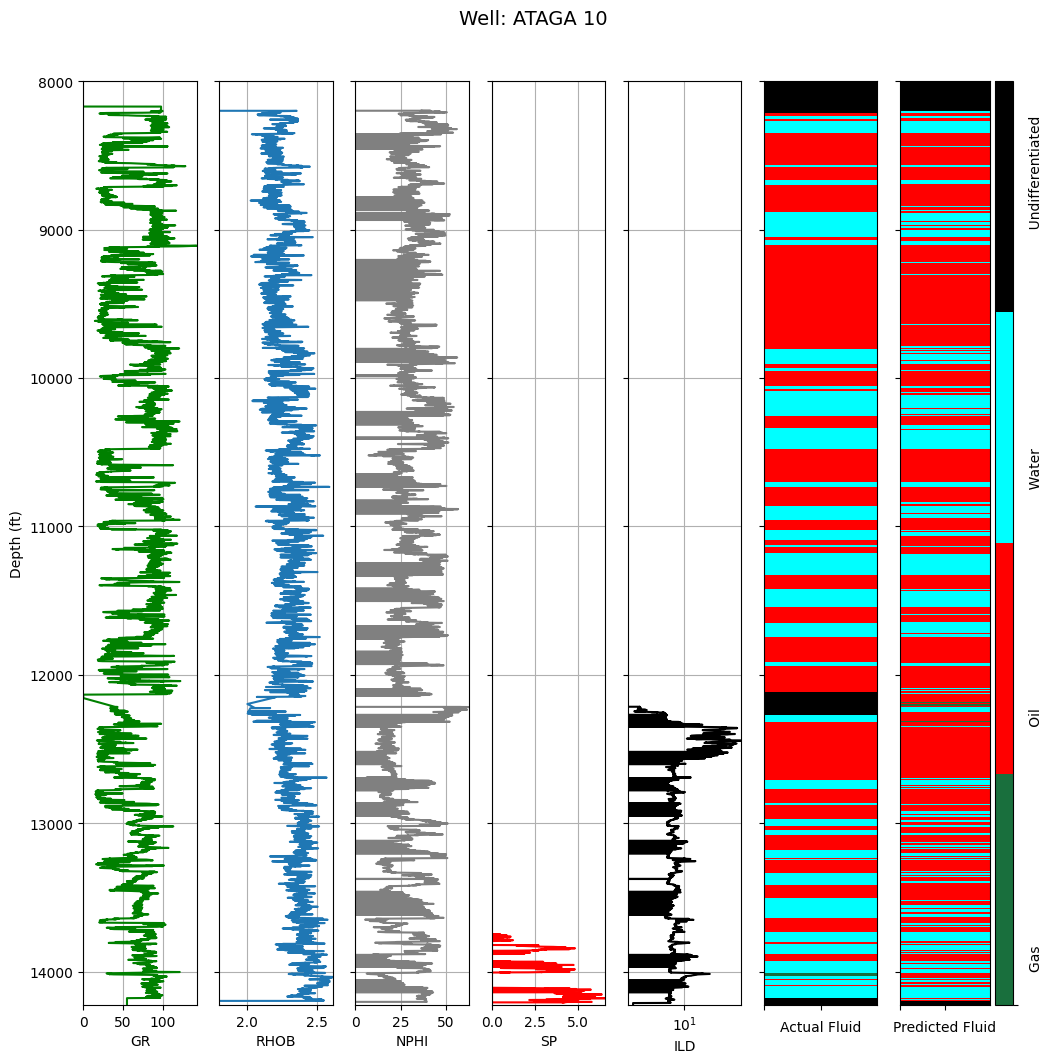 Well: ATAGA 10
Depth (ft)
8000
9000
10000
11000
12000
13000
14000
0 50 100
GR
2.0 2.5
RHOB
0 25 50
NPHI
0.0 2.5 5.0
SP
10¹
ILD
Actual Fluid
Predicted Fluid
Undifferentiated
Water
Oil
Gas